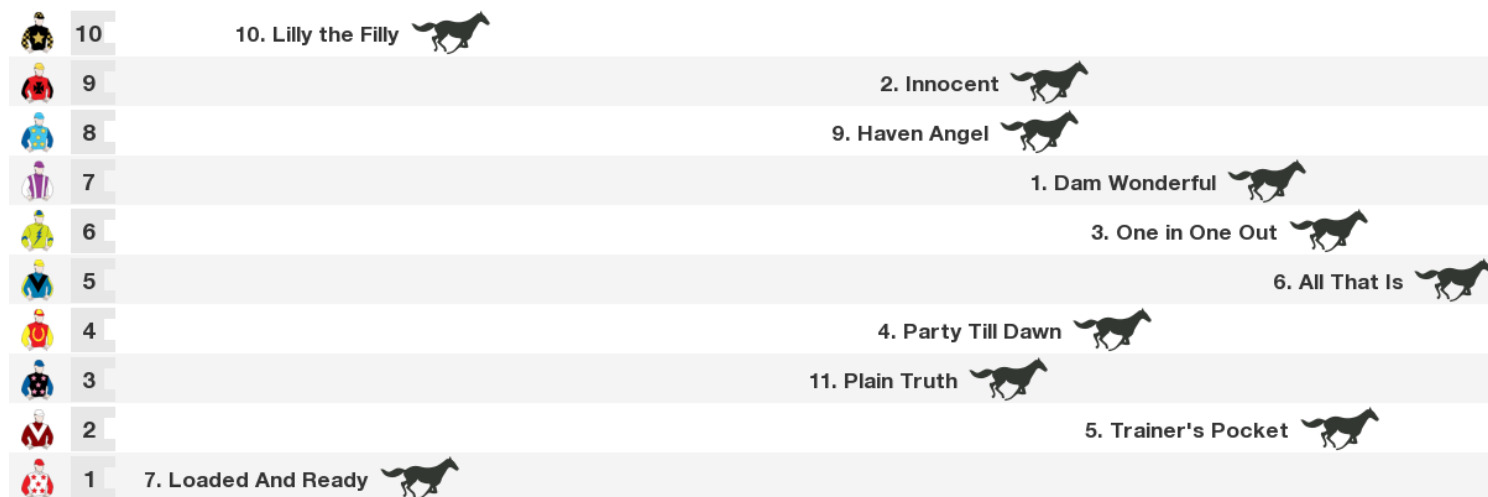 10 10. Lilly the Filly
9 2. Innocent
8 9. Haven Angel
7 1. Dam Wonderful
6 3. One in One Out
5 6. All That Is
4 4. Party Till Dawn
3 11. Plain Truth
2 5. Trainer's Pocket
1 7. Loaded And Ready